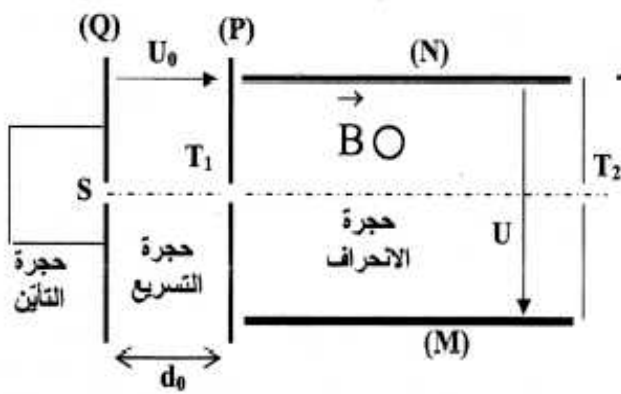 (Q) (P)
U₀ (N)
B
T₁ T₂
S
U
حجرة التأين
حجرة التسريع
حجرة الانحراف
(M)
d₀